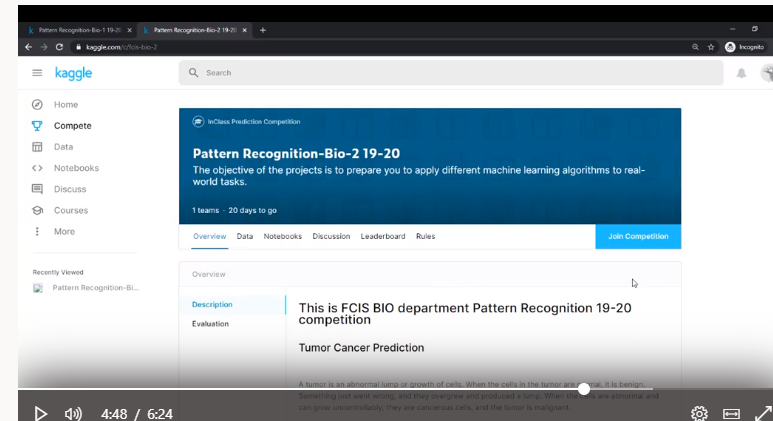 Pattern Recognition-Bio-1 19-20
Pattern Recognition-Bio-2 19-20
kaggle.com/c/fcis-bio-2
Incognito
kaggle
Search
Home
Compete
Data
Notebooks
Discuss
Courses
More
Recently Viewed
Pattern Recognition-Bi...
InClass Prediction Competition
Pattern Recognition-Bio-2 19-20
The objective of the projects is to prepare you to apply different machine learning algorithms to real-
world tasks.
1 teams · 20 days to go
Overview Data Notebooks Discussion Leaderboard Rules
Join Competition
Overview
Description
Evaluation
This is FCIS BIO department Pattern Recognition 19-20
competition
Tumor Cancer Prediction
A tumor is an abnormal lump or growth of cells. When the cells in the tumor are normal, it is benign.
Something just went wrong, and they overgrew and produced a lump. When the cells are abnormal and
can grow uncontrollably, they are cancerous cells, and the tumor is malignant.
4:48 / 6:24